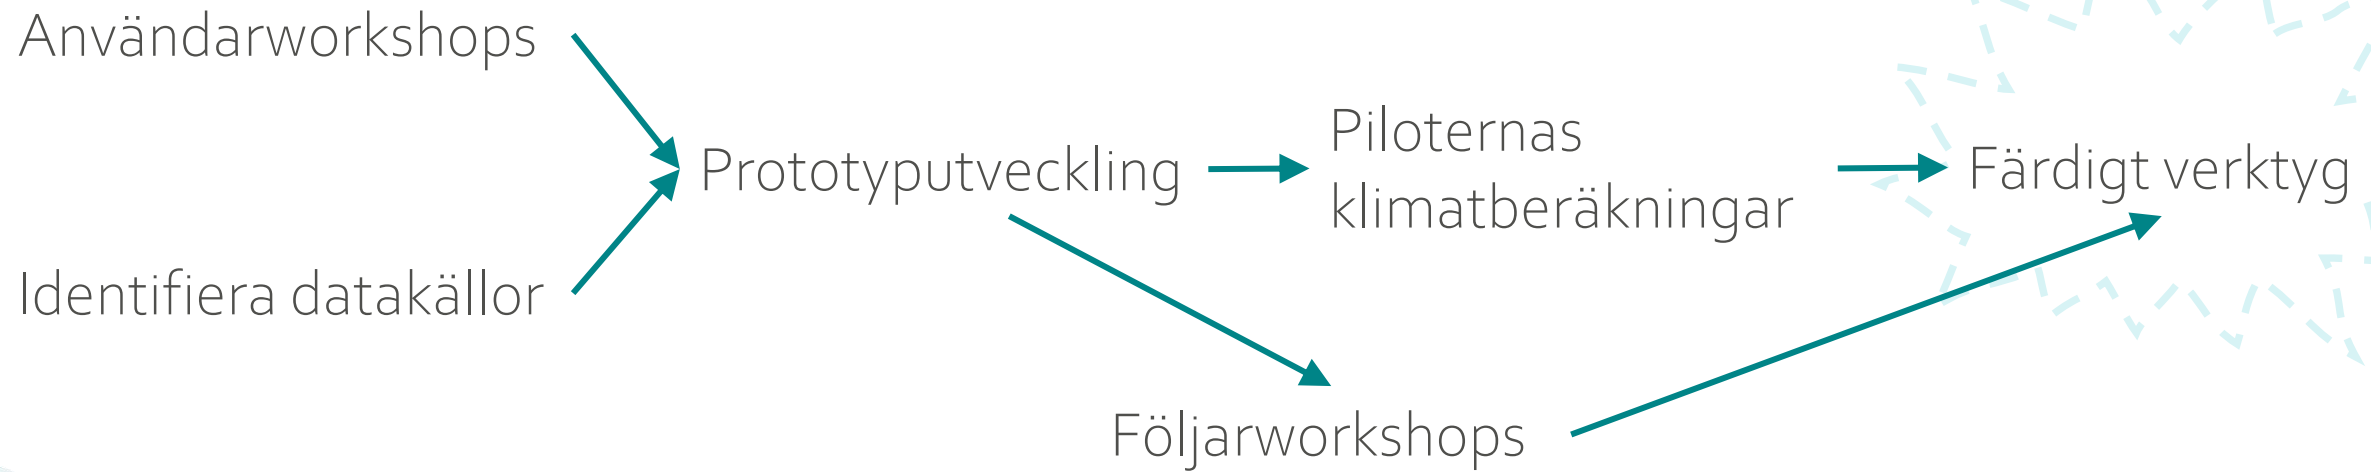 Användarworkshops
Identifiera datakällor
Prototyputveckling
Piloternas
klimatberäkningar
Följarworkshops
Färdigt verktyg